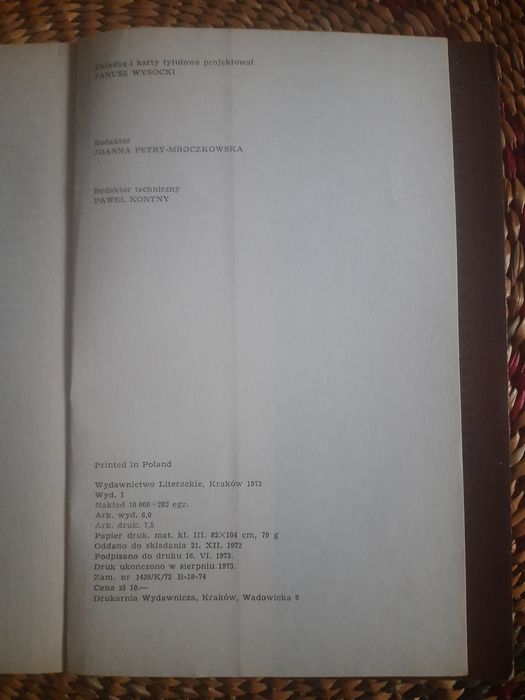 Okładkę i karty tytułowe projektował
JANUSZ WYSOCKI
Redaktor
JOANNA PETRY-MROCZKOWSKA
Redaktor techniczny
PAWEŁ KONTNY
Printed in Poland
Wydawnictwo Literackie, Kraków 1973
Wyd. I
Nakład 10 000+283 egz.
Ark. wyd. 6,0
Ark. druk. 7,5
Papier druk. mat. kl. III. 82×104 cm, 70 g
Oddano do składania 21. XII. 1972
Podpisano do druku 16. VI. 1973.
Druk ukończono w sierpniu 1973.
Zam. nr 1439/K/72 B-18-74
Cena zł 10.—
Drukarnia Wydawnicza, Kraków, Wadowicka 8